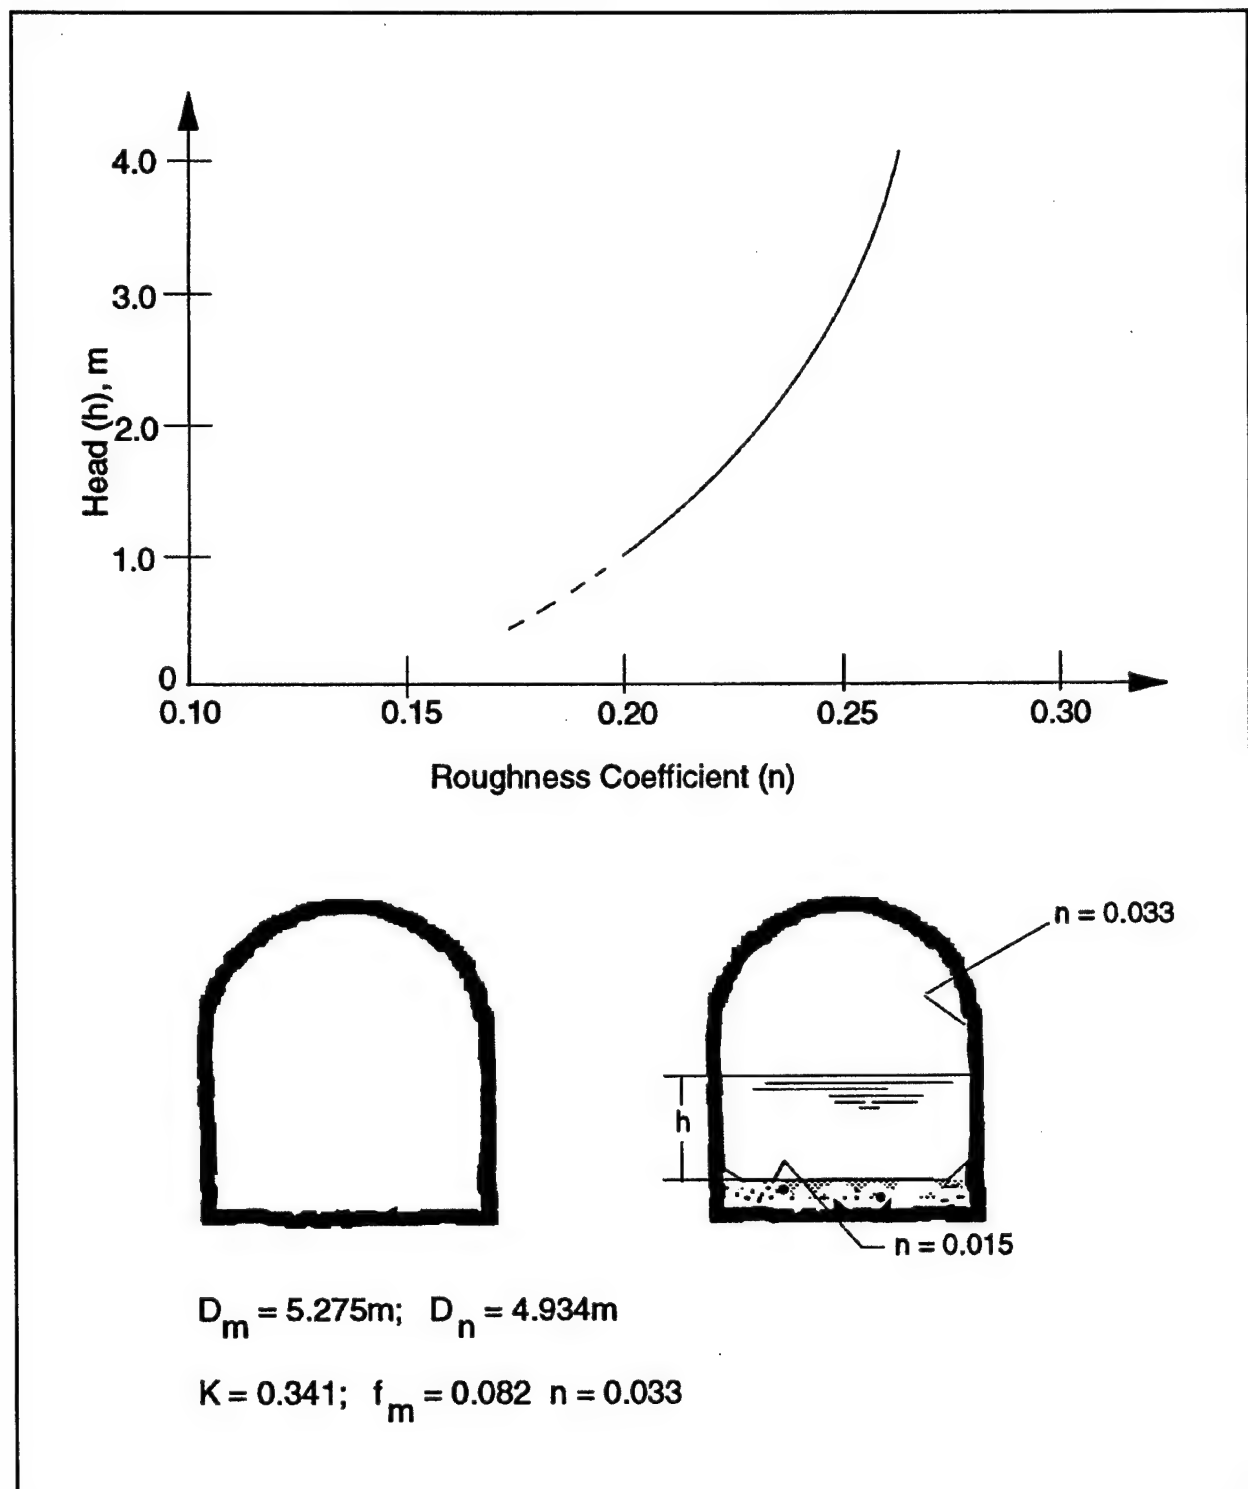 4.0
3.0
2.0
1.0
0
Head (h), m
0.10 0.15 0.20 0.25 0.30
Roughness Coefficient (n)
n = 0.033
h
n = 0.015
Dm = 5.275m; Dn = 4.934m
K = 0.341; fm = 0.082 n = 0.033